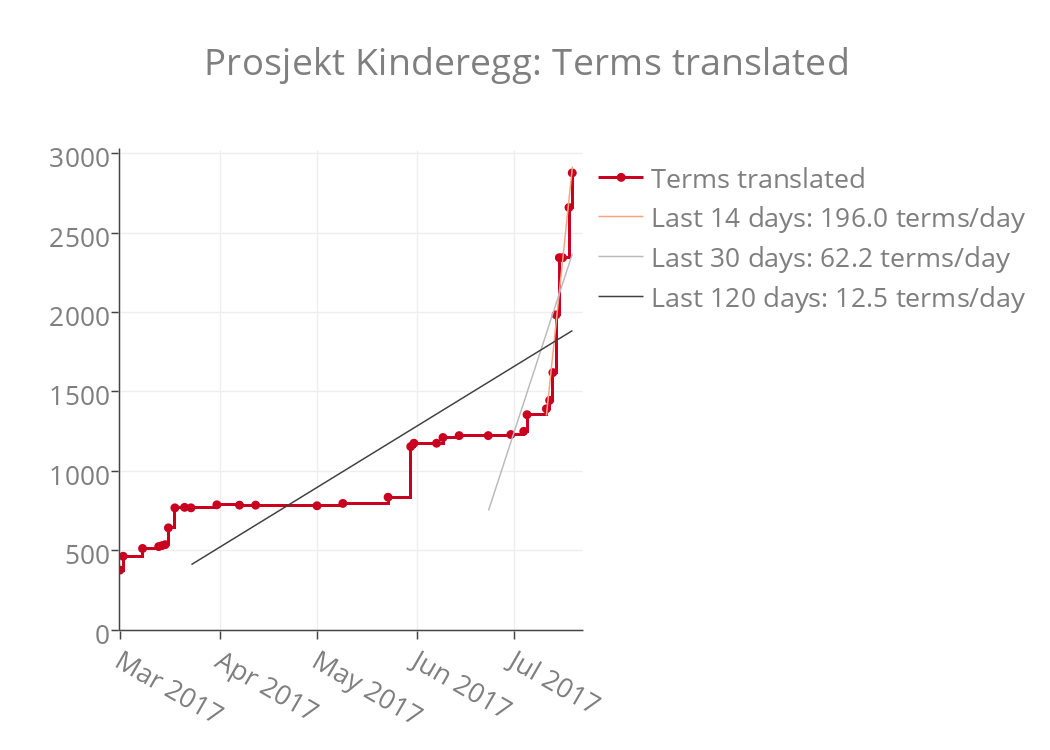 Prosjekt Kinderegg: Terms translated
3000
2500
2000
1500
1000
500
0
Mar 2017
Apr 2017
May 2017
Jun 2017
Jul 2017
Terms translated
Last 14 days: 196.0 terms/day
Last 30 days: 62.2 terms/day
Last 120 days: 12.5 terms/day